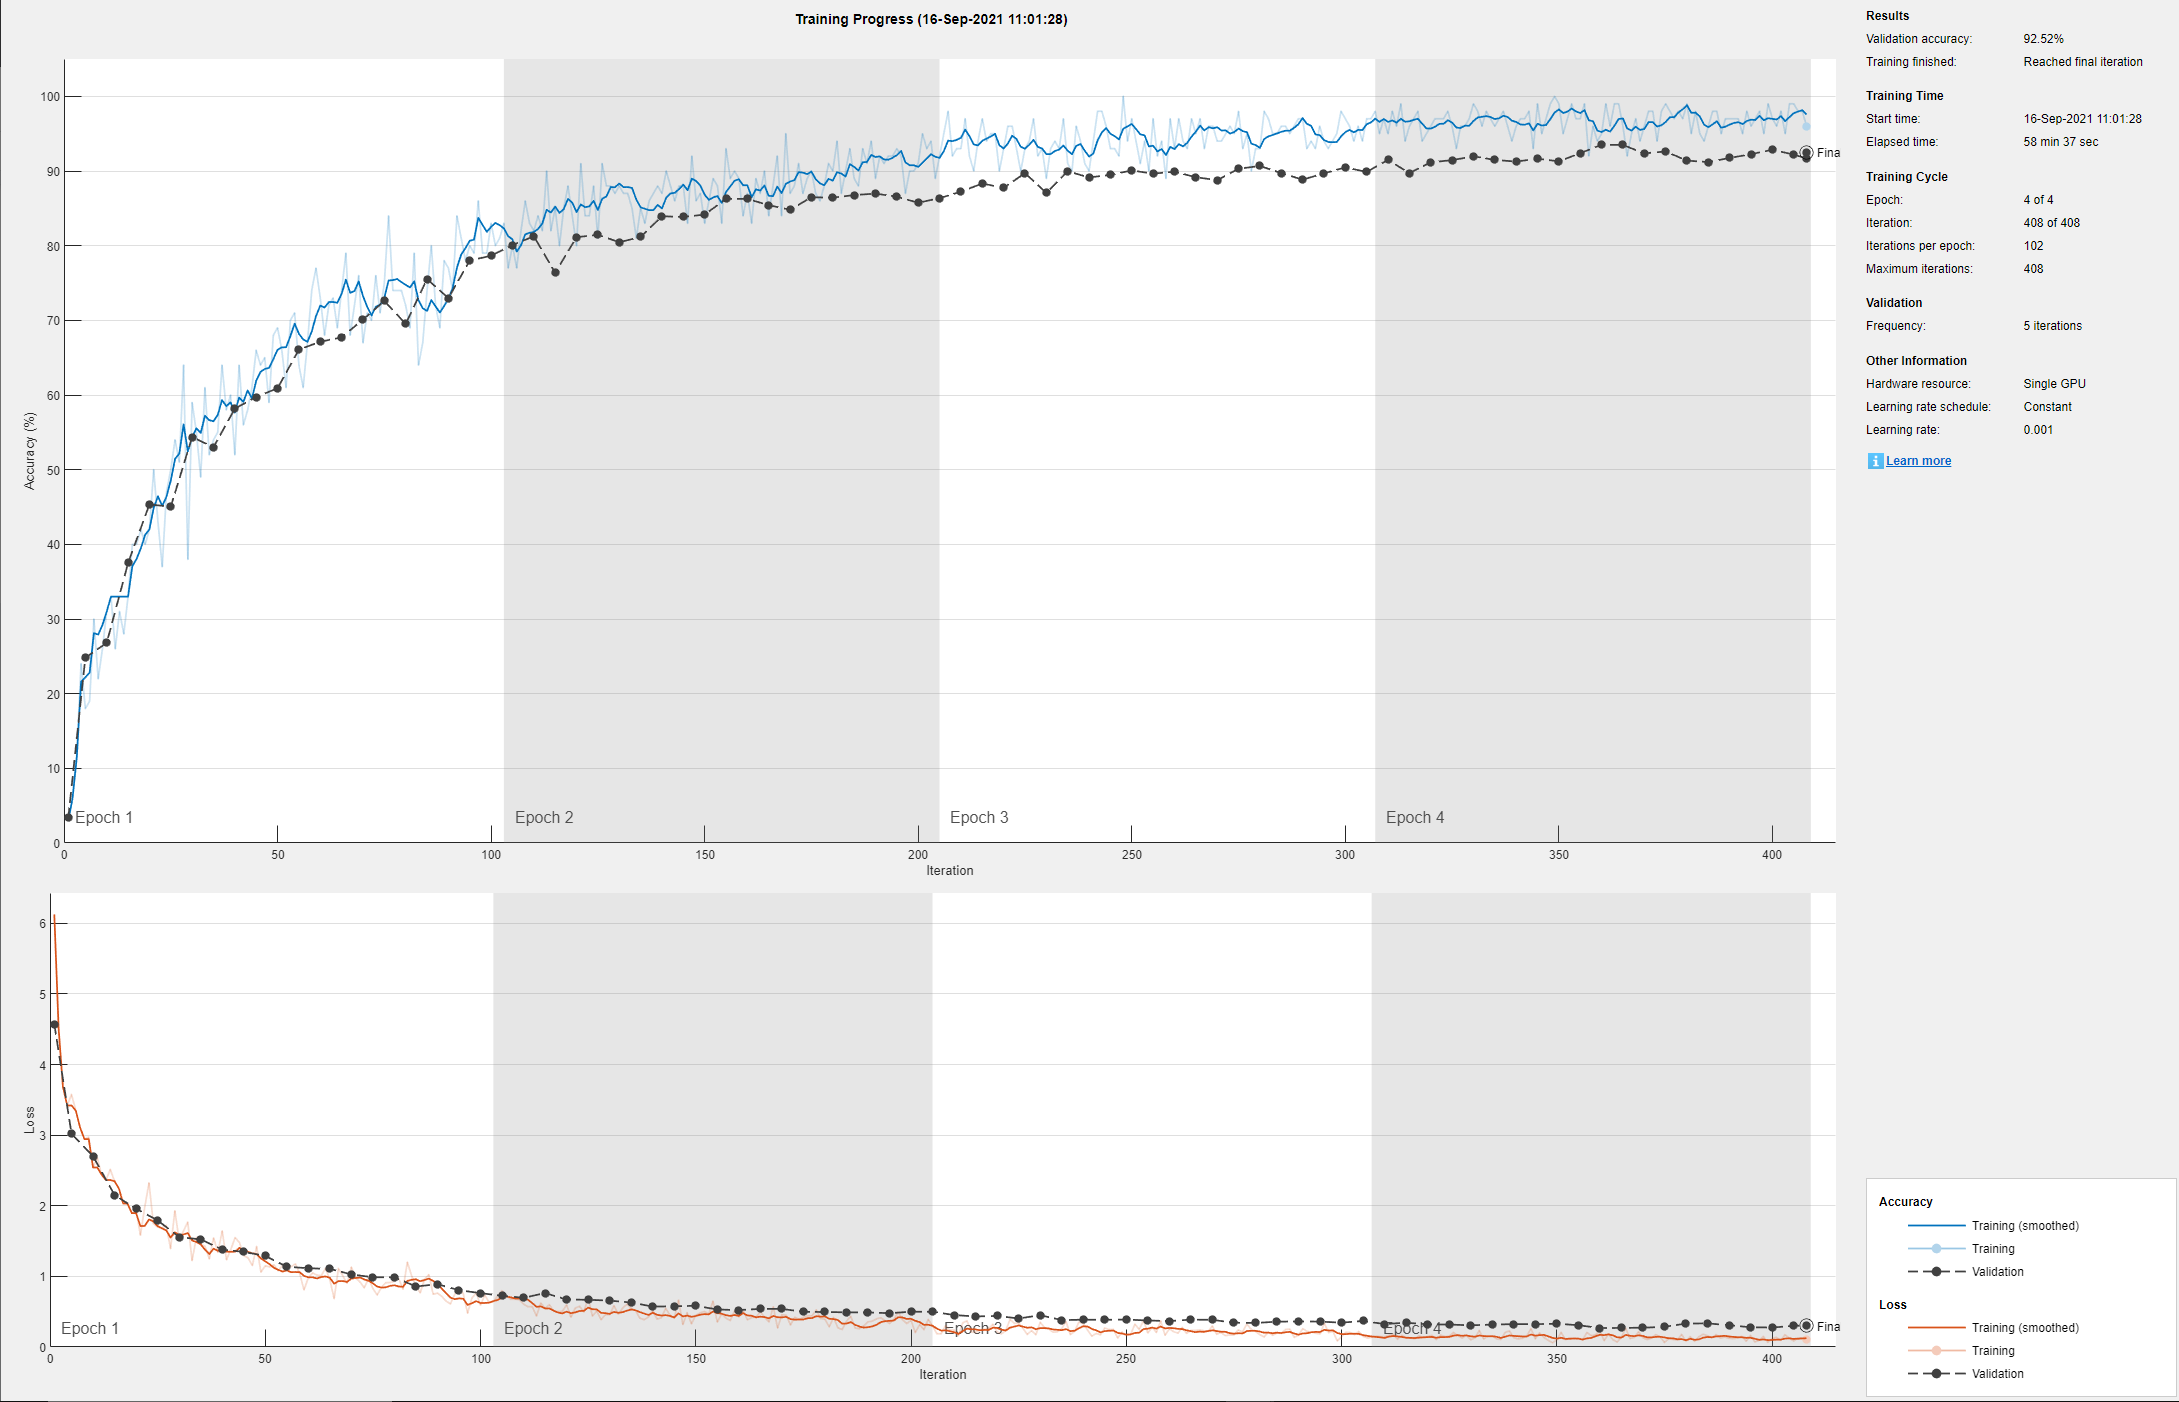 Training Progress (16-Sep-2021 11:01:28)
100
90
80
70
60
50
40
30
20
10
0
Accuracy (%)
Epoch 1
Epoch 2
Epoch 3
Epoch 4
Fina
0
50
100
150
200
250
300
350
400
Iteration
6
5
4
3
2
1
0
Loss
Epoch 1
Epoch 2
Epoch 3
Epoch 4
Fina
0
50
100
150
200
250
300
350
400
Iteration
Results
Validation accuracy: 92.52%
Training finished: Reached final iteration
Training Time
Start time: 16-Sep-2021 11:01:28
Elapsed time: 58 min 37 sec
Training Cycle
Epoch: 4 of 4
Iteration: 408 of 408
Iterations per epoch: 102
Maximum iterations: 408
Validation
Frequency: 5 iterations
Other Information
Hardware resource: Single GPU
Learning rate schedule: Constant
Learning rate: 0.001
i Learn more
Accuracy
Training (smoothed)
Training
Validation
Loss
Training (smoothed)
Training
Validation